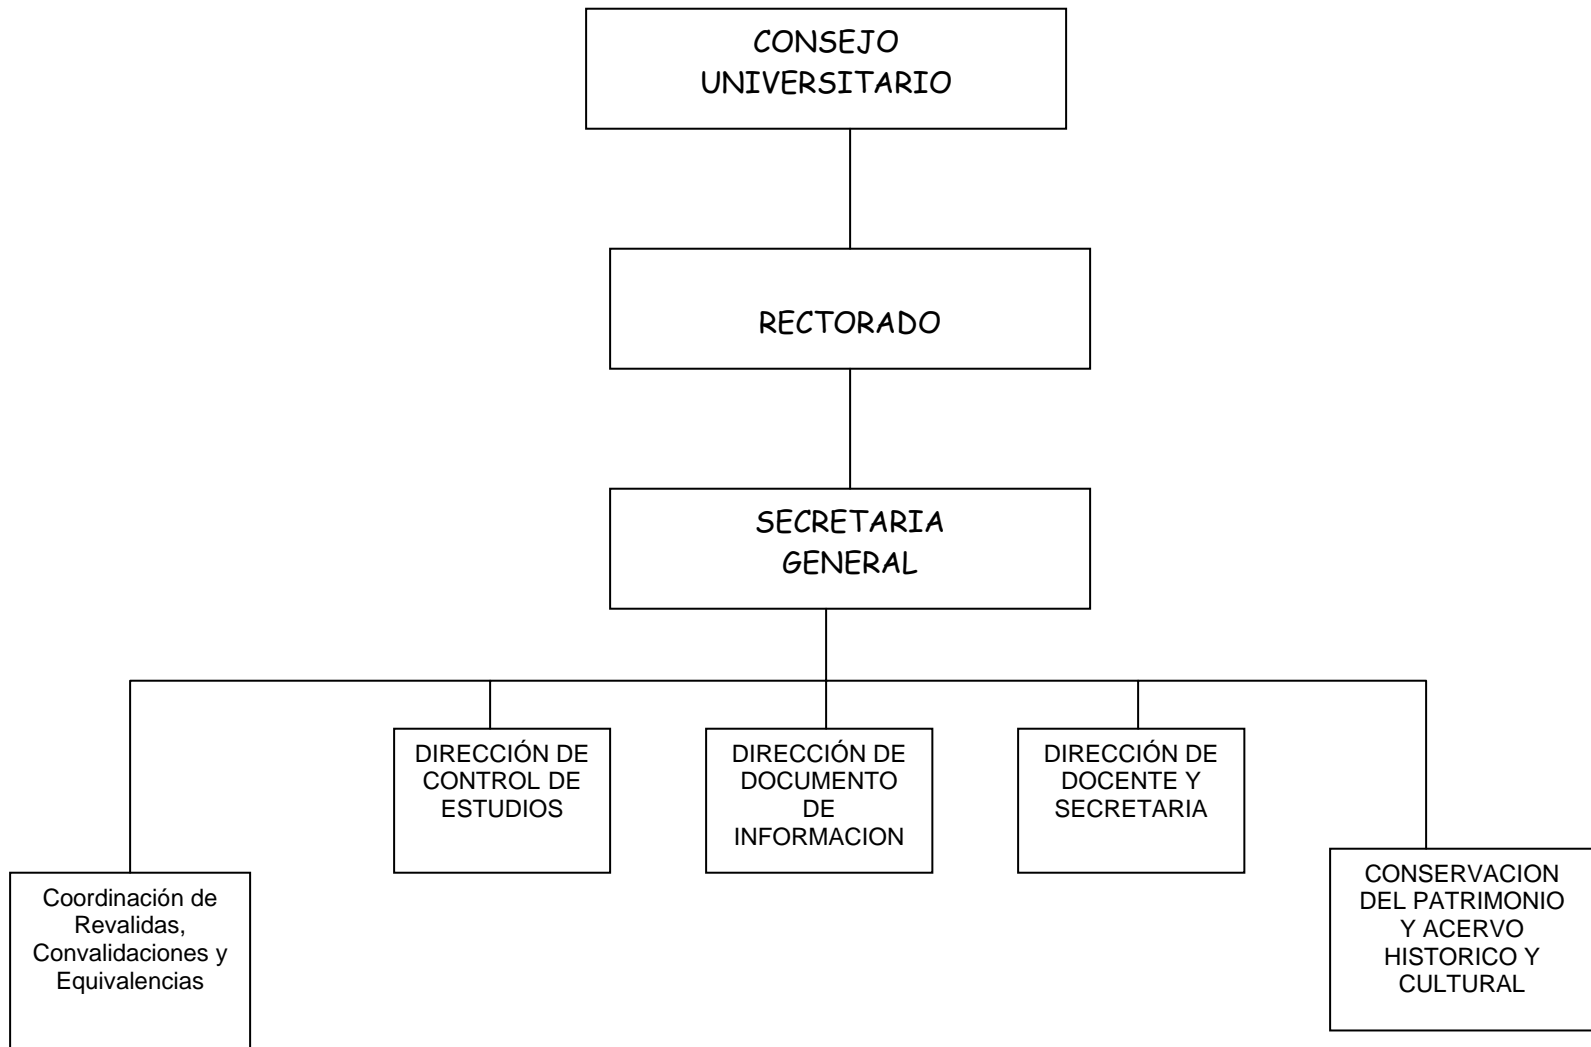 CONSEJO
UNIVERSITARIO
RECTORADO
SECRETARIA
GENERAL
DIRECCIÓN DE
CONTROL DE
ESTUDIOS
DIRECCIÓN DE
DOCUMENTO
DE
INFORMACION
DIRECCIÓN DE
DOCENTE Y
SECRETARIA
Coordinación de
Revalidas,
Convalidaciones y
Equivalencias
CONSERVACION
DEL PATRIMONIO
Y ACERVO
HISTORICO Y
CULTURAL